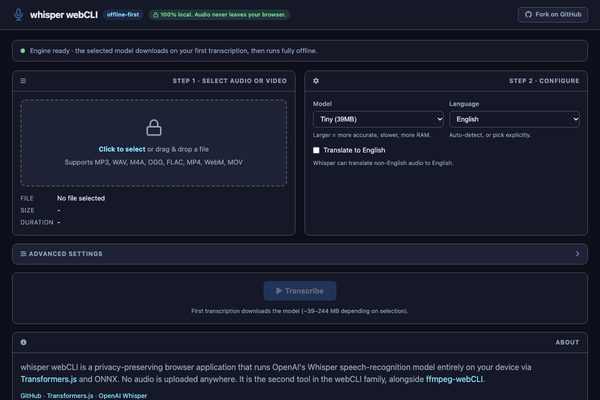 whisper webCLI offline-first 100% local. Audio never leaves your browser. Fork on GitHub
Engine ready · the selected model downloads on your first transcription, then runs fully offline.
STEP 1 · SELECT AUDIO OR VIDEO
Click to select or drag & drop a file
Supports MP3, WAV, M4A, OGG, FLAC, MP4, WebM, MOV
FILE No file selected
SIZE -
DURATION -
STEP 2 · CONFIGURE
Model
Tiny (39MB)
Larger = more accurate, slower, more RAM.
Language
English
Auto-detect, or pick explicitly.
Translate to English
Whisper can translate non-English audio to English.
ADVANCED SETTINGS
Transcribe
First transcription downloads the model (~39–244 MB depending on selection).
ABOUT
whisper webCLI is a privacy-preserving browser application that runs OpenAI's Whisper speech-recognition model entirely on your device via
Transformers.js and ONNX. No audio is uploaded anywhere. It is the second tool in the webCLI family, alongside ffmpeg-webCLI.
GitHub · Transformers.js · OpenAI Whisper